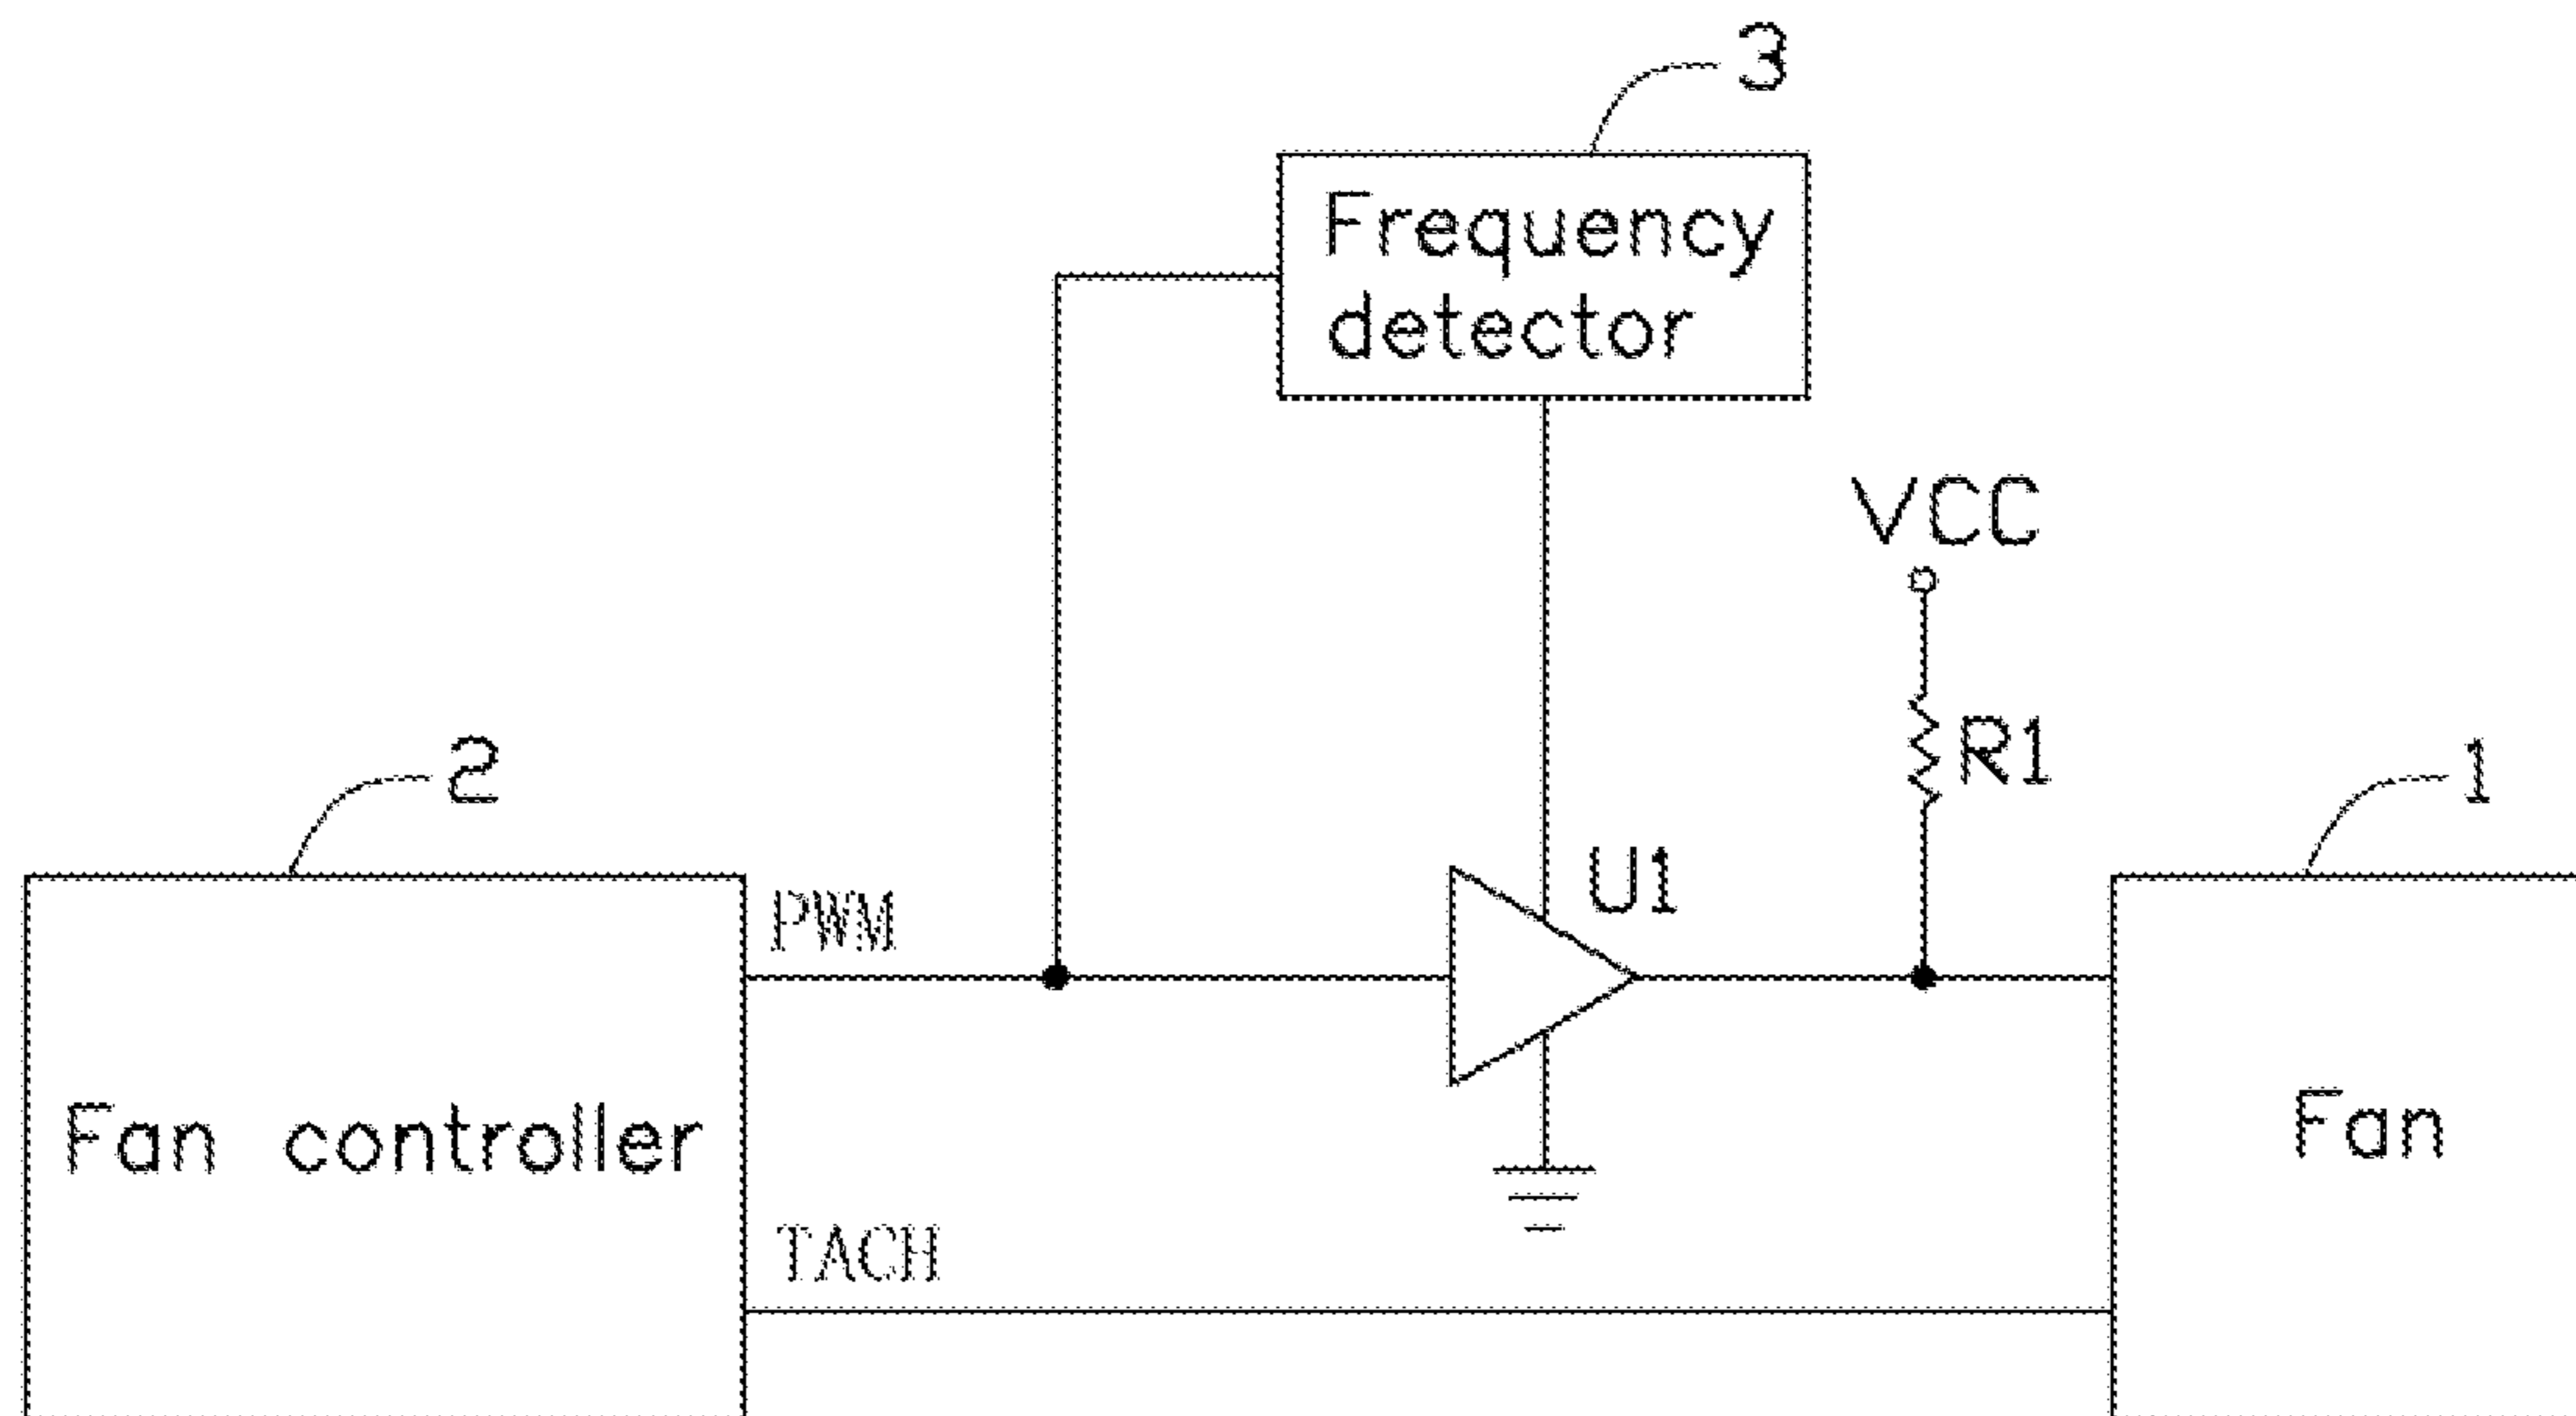 3
Frequency
detector
VCC
R1
2
1
U1
PWM
Fan controller
Fan
TACH